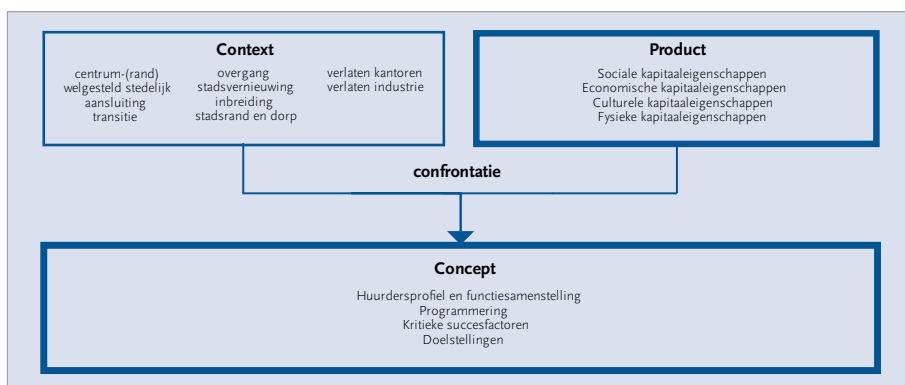 Context
centrum-(rand)
welgesteld stedelijk
aansluiting
transitie
overgang
stadsvernieuwing
inbreiding
stadsrand en dorp
verlaten kantoren
verlaten industrie
Product
Sociale kapitaaleigenschappen
Economische kapitaaleigenschappen
Culturele kapitaaleigenschappen
Fysieke kapitaaleigenschappen
confrontatie
Concept
Huurdersprofiel en functiesamenstelling
Programmering
Kritieke succesfactoren
Doelstellingen